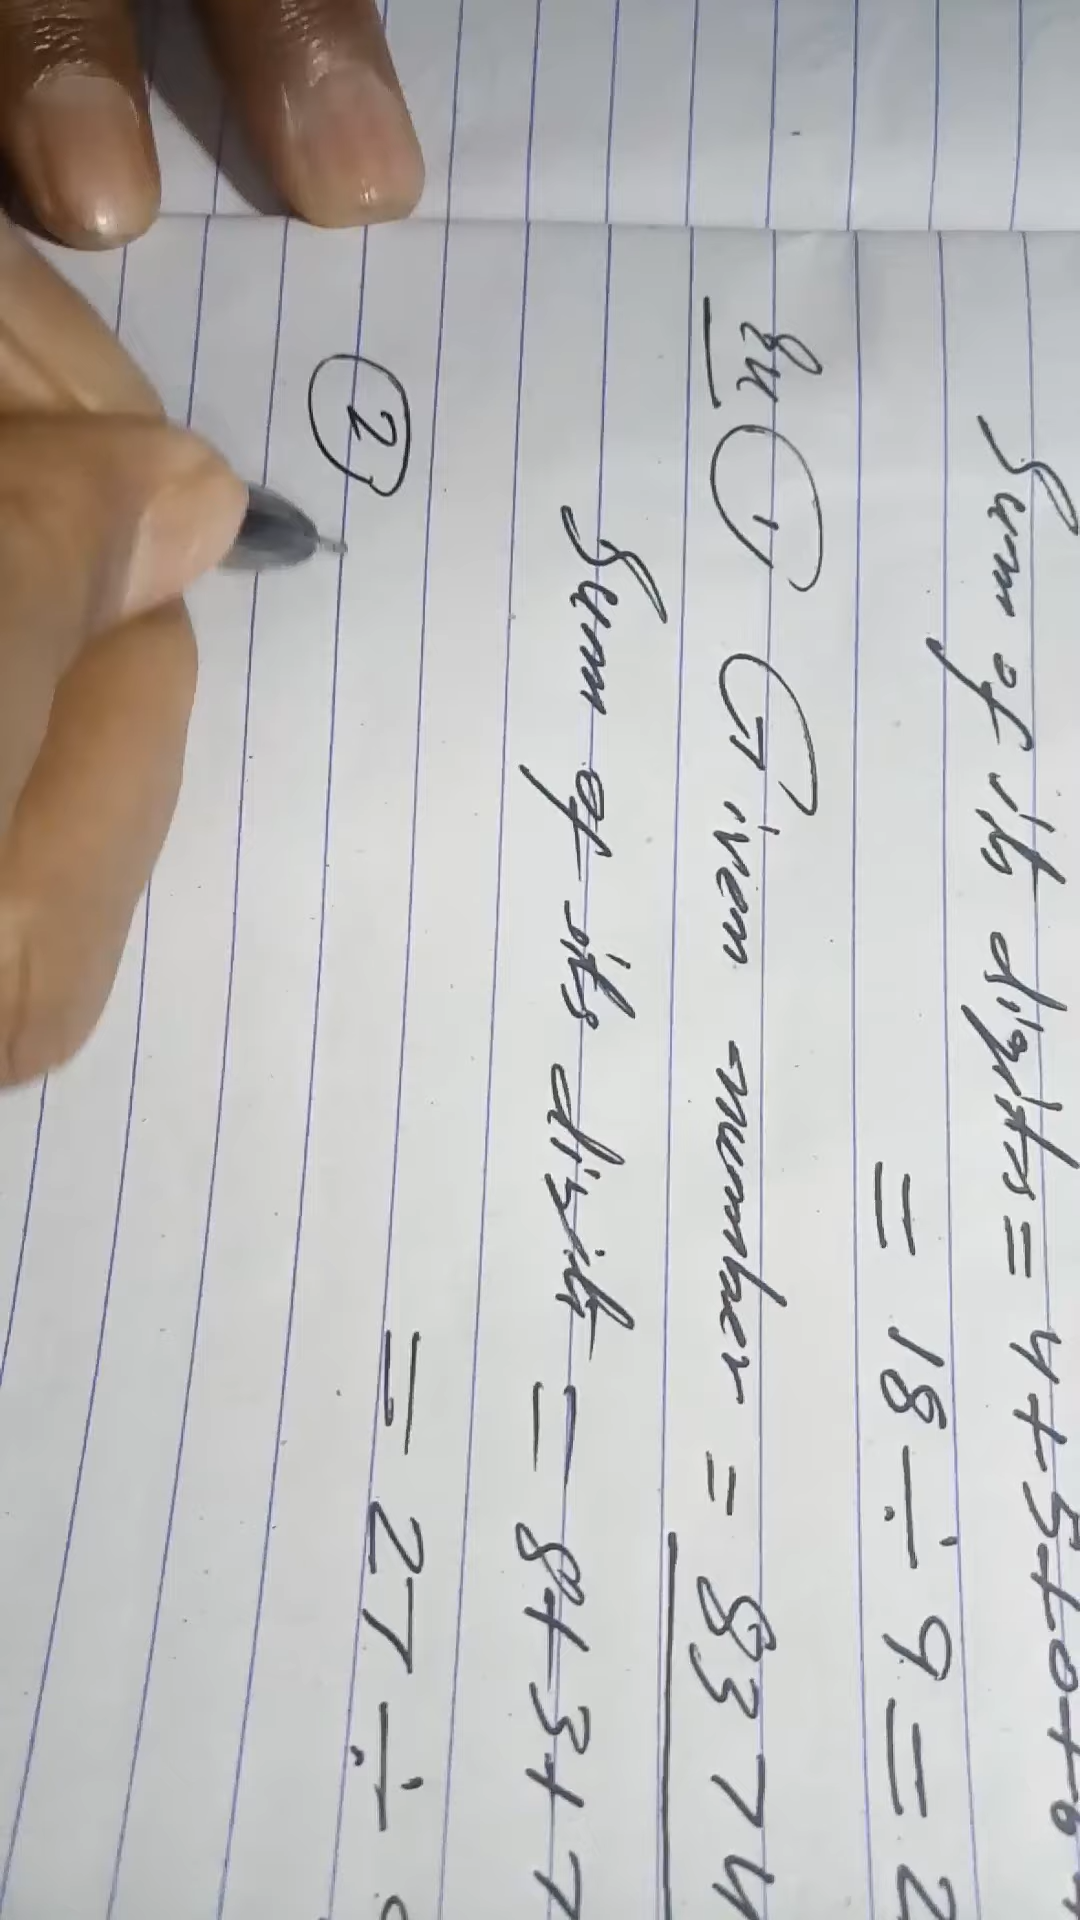 Sum of its digits = 4+5+0+
= 18 ÷ 9 = 2
① Given number = 8374
Sum of its digits = 8+3+7
②
= 27 ÷